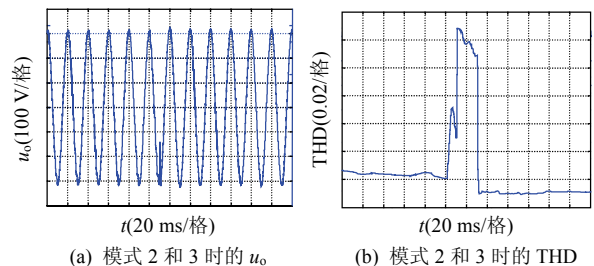 uo(100 V/格)
THD(0.02/格)
t(20 ms/格)
t(20 ms/格)
(a) 模式 2 和 3 时的 uo
(b) 模式 2 和 3 时的 THD